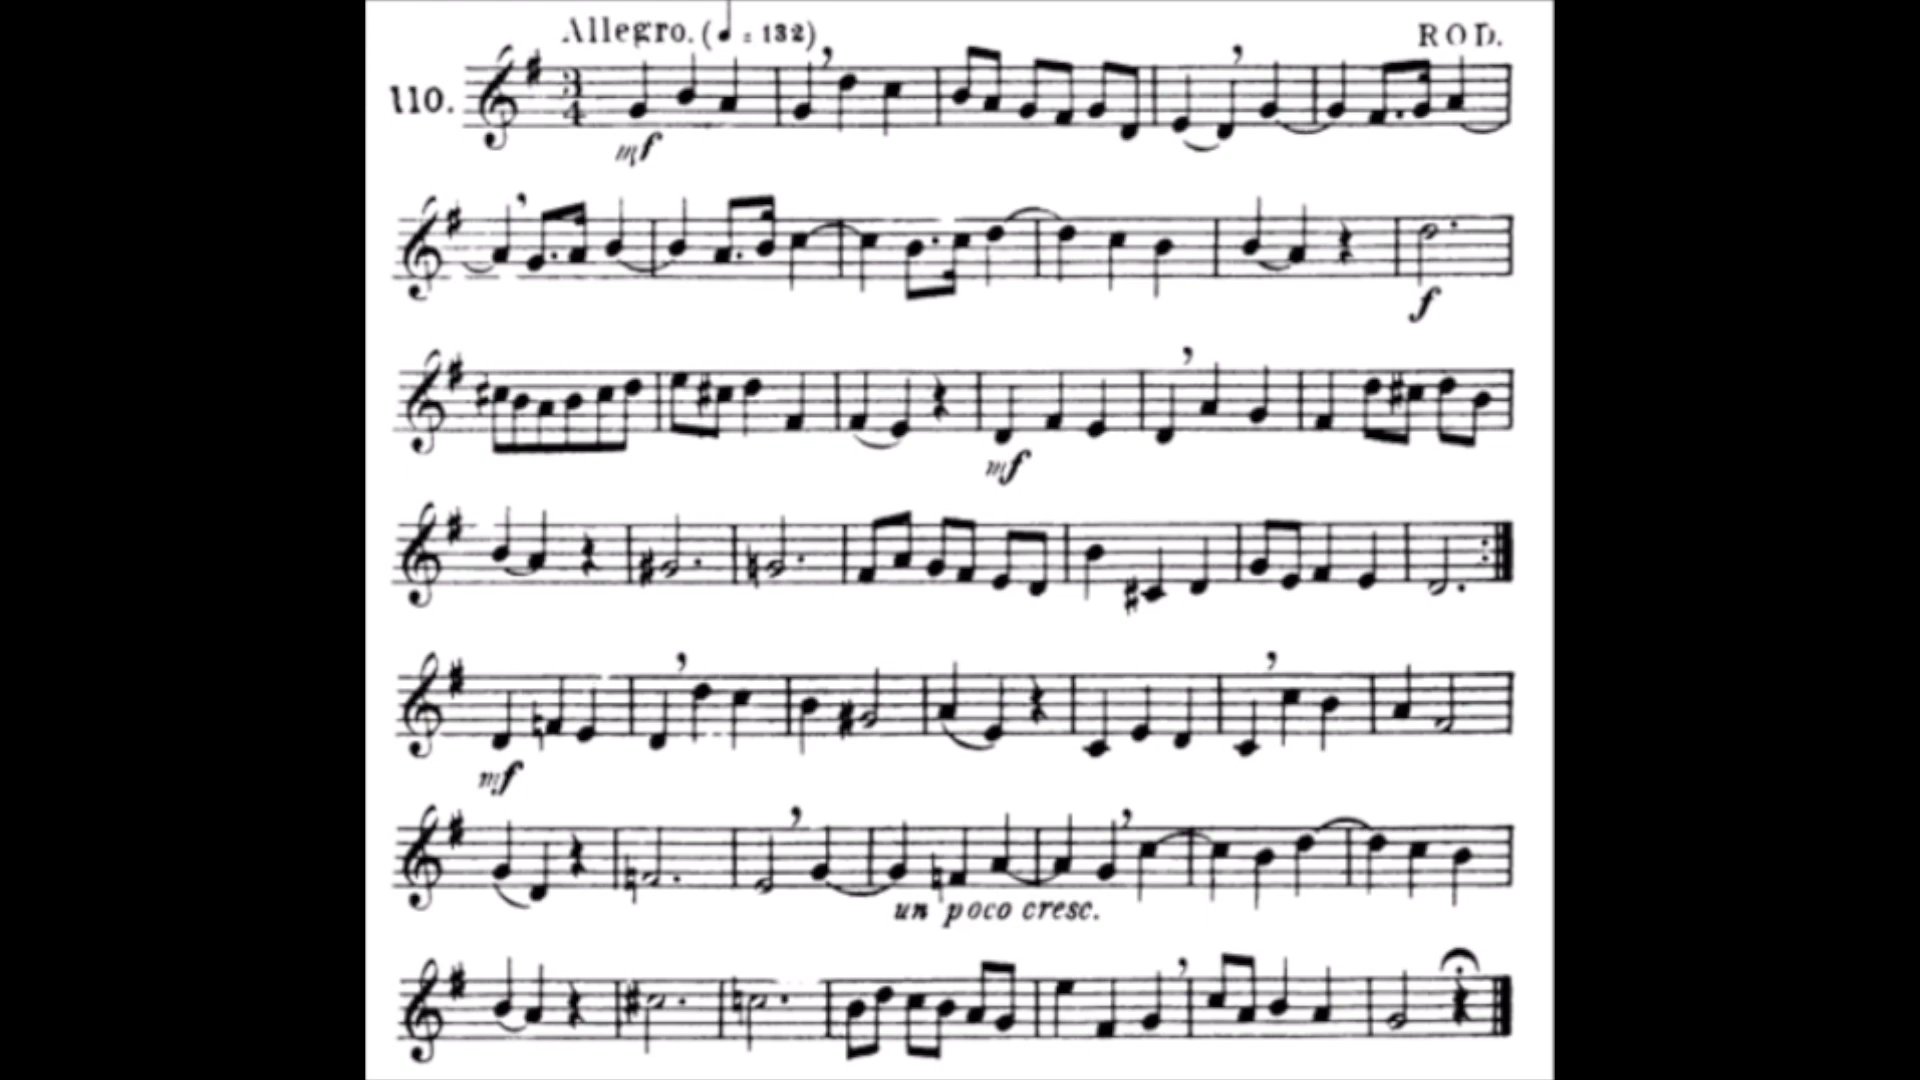 Allegro. (♩ = 132)
ROD.
110.
3
4
mf
f
mf
mf
un poco cresc.